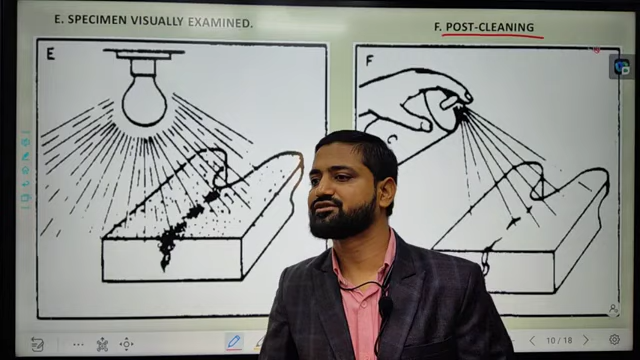 E. SPECIMEN VISUALLY EXAMINED.
F. POST-CLEANING
E
F
C
10 / 18